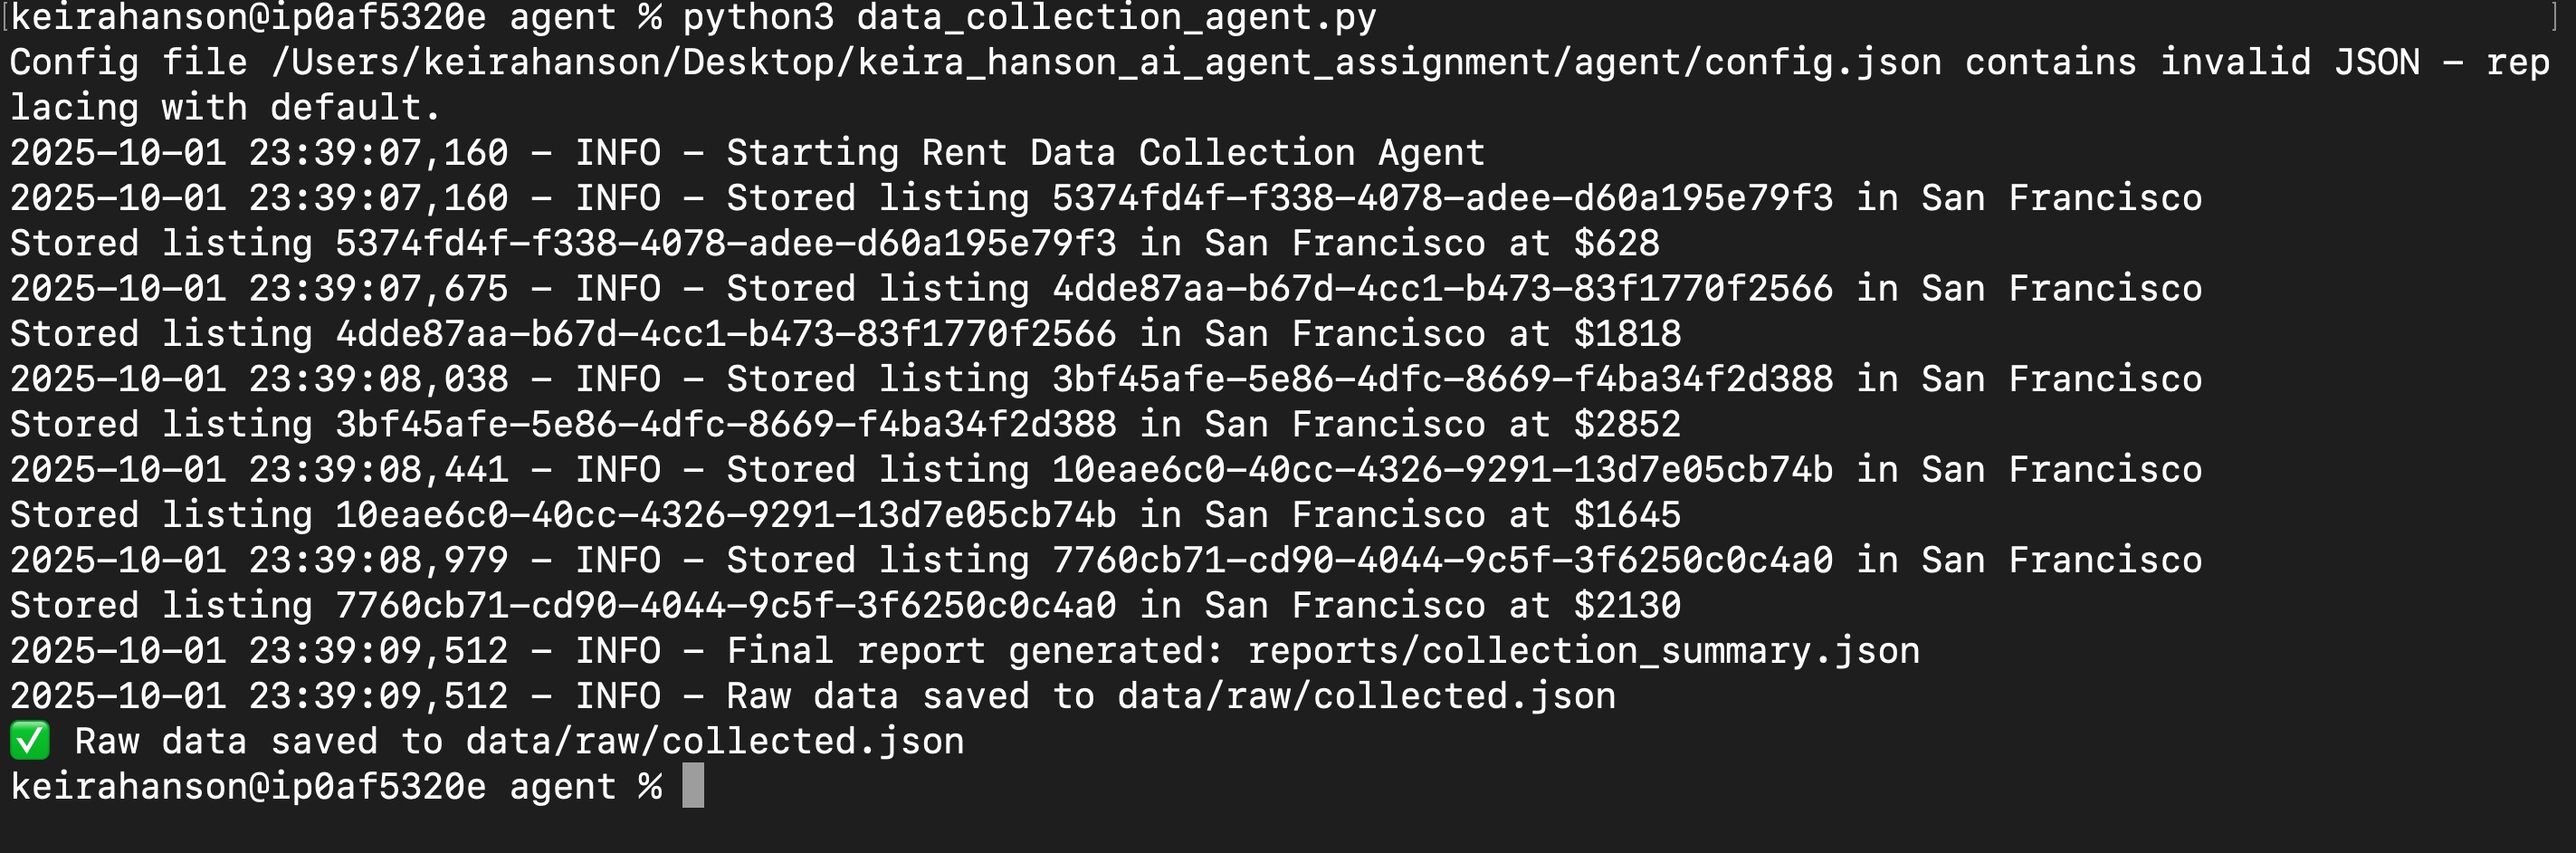 [keirahanson@ip0af5320e agent % python3 data_collection_agent.py ]
Config file /Users/keirahanson/Desktop/keira_hanson_ai_agent_assignment/agent/config.json contains invalid JSON – rep
lacing with default.
2025-10-01 23:39:07,160 - INFO - Starting Rent Data Collection Agent
2025-10-01 23:39:07,160 - INFO - Stored listing 5374fd4f-f338-4078-adee-d60a195e79f3 in San Francisco
Stored listing 5374fd4f-f338-4078-adee-d60a195e79f3 in San Francisco at $628
2025-10-01 23:39:07,675 - INFO - Stored listing 4dde87aa-b67d-4cc1-b473-83f1770f2566 in San Francisco
Stored listing 4dde87aa-b67d-4cc1-b473-83f1770f2566 in San Francisco at $1818
2025-10-01 23:39:08,038 - INFO - Stored listing 3bf45afe-5e86-4dfc-8669-f4ba34f2d388 in San Francisco
Stored listing 3bf45afe-5e86-4dfc-8669-f4ba34f2d388 in San Francisco at $2852
2025-10-01 23:39:08,441 - INFO - Stored listing 10eae6c0-40cc-4326-9291-13d7e05cb74b in San Francisco
Stored listing 10eae6c0-40cc-4326-9291-13d7e05cb74b in San Francisco at $1645
2025-10-01 23:39:08,979 - INFO - Stored listing 7760cb71-cd90-4044-9c5f-3f6250c0c4a0 in San Francisco
Stored listing 7760cb71-cd90-4044-9c5f-3f6250c0c4a0 in San Francisco at $2130
2025-10-01 23:39:09,512 - INFO - Final report generated: reports/collection_summary.json
2025-10-01 23:39:09,512 - INFO - Raw data saved to data/raw/collected.json
✅ Raw data saved to data/raw/collected.json
keirahanson@ip0af5320e agent %